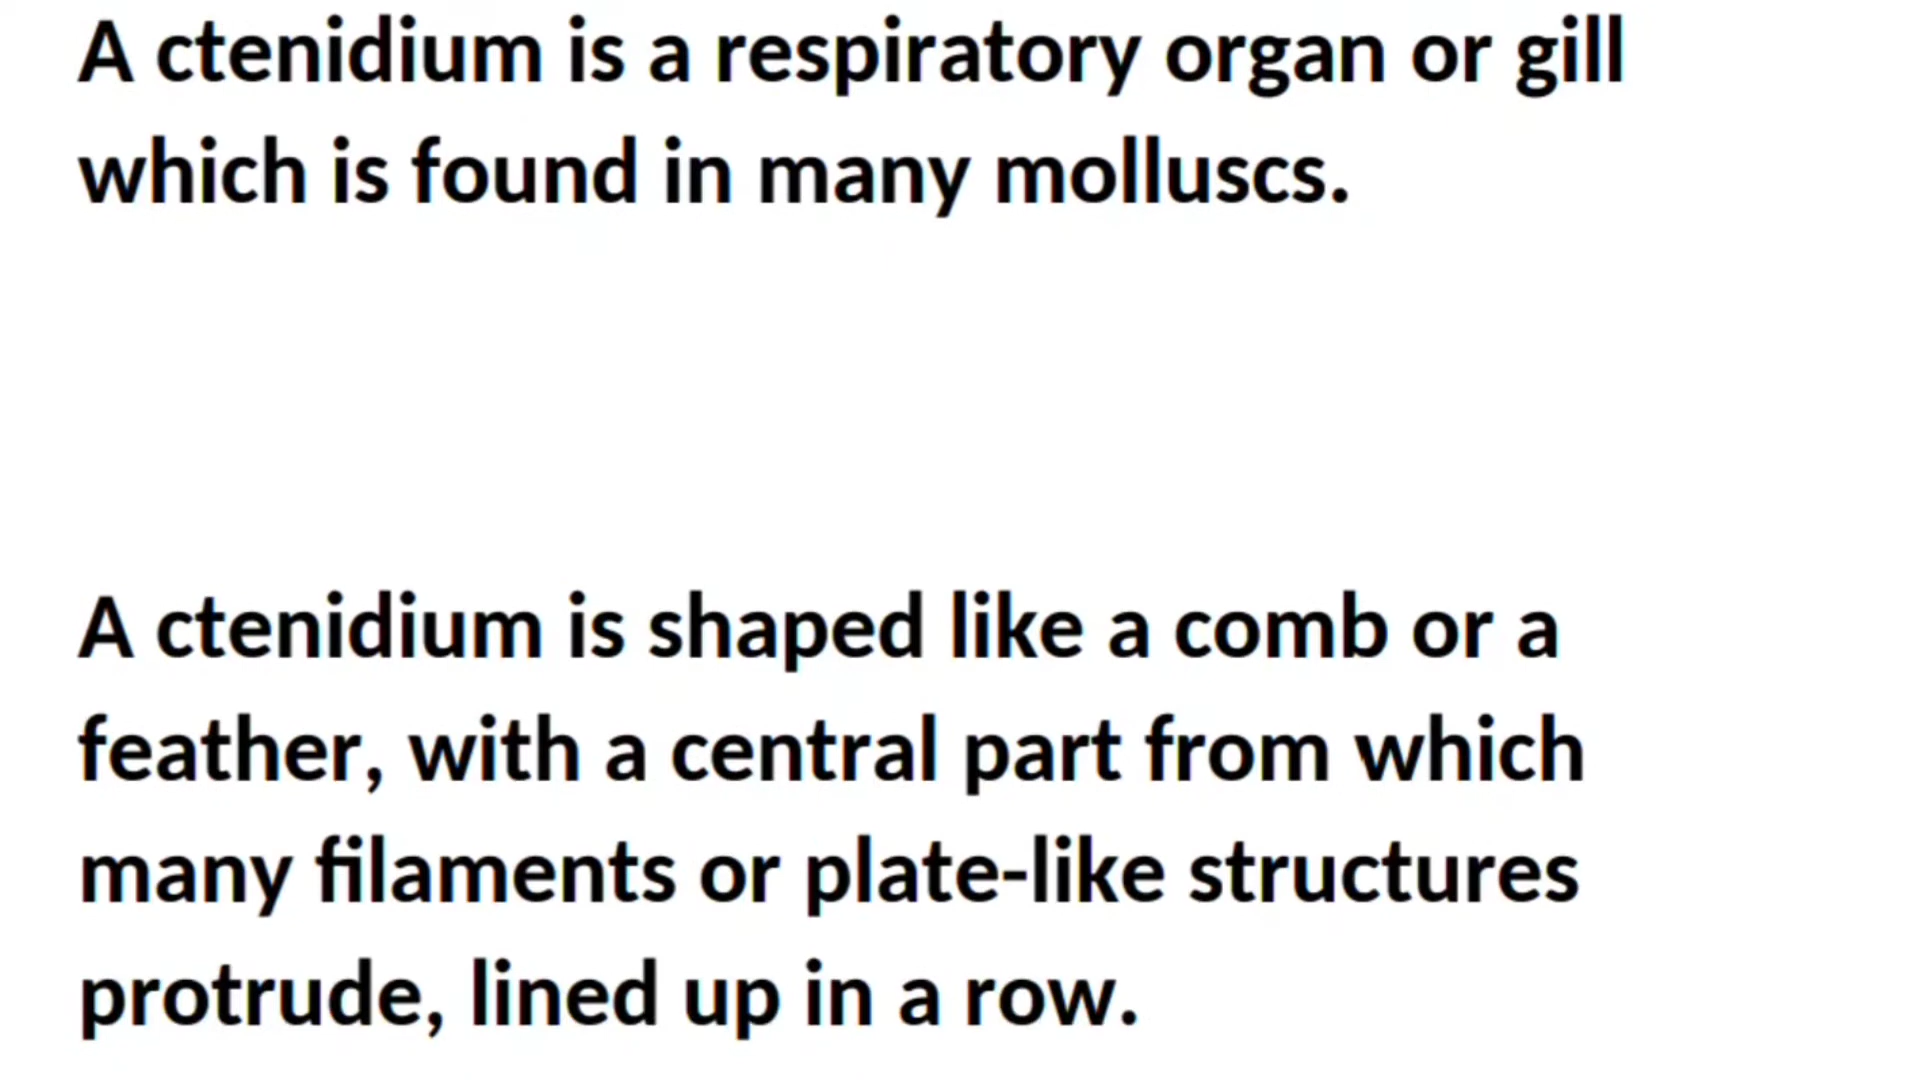 A ctenidium is a respiratory organ or gill
which is found in many molluscs.
A ctenidium is shaped like a comb or a
feather, with a central part from which
many filaments or plate-like structures
protrude, lined up in a row.